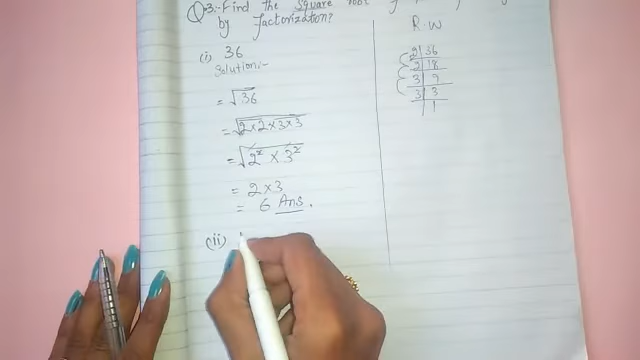 Q3:- Find the square root
by factorization?
(i) 36
Solution:-
= √36
= √2×2×3×3
= √2² × 3²
= 2×3
= 6 Ans.
(ii)
R W
2 36
2 18
3 9
3 3
1